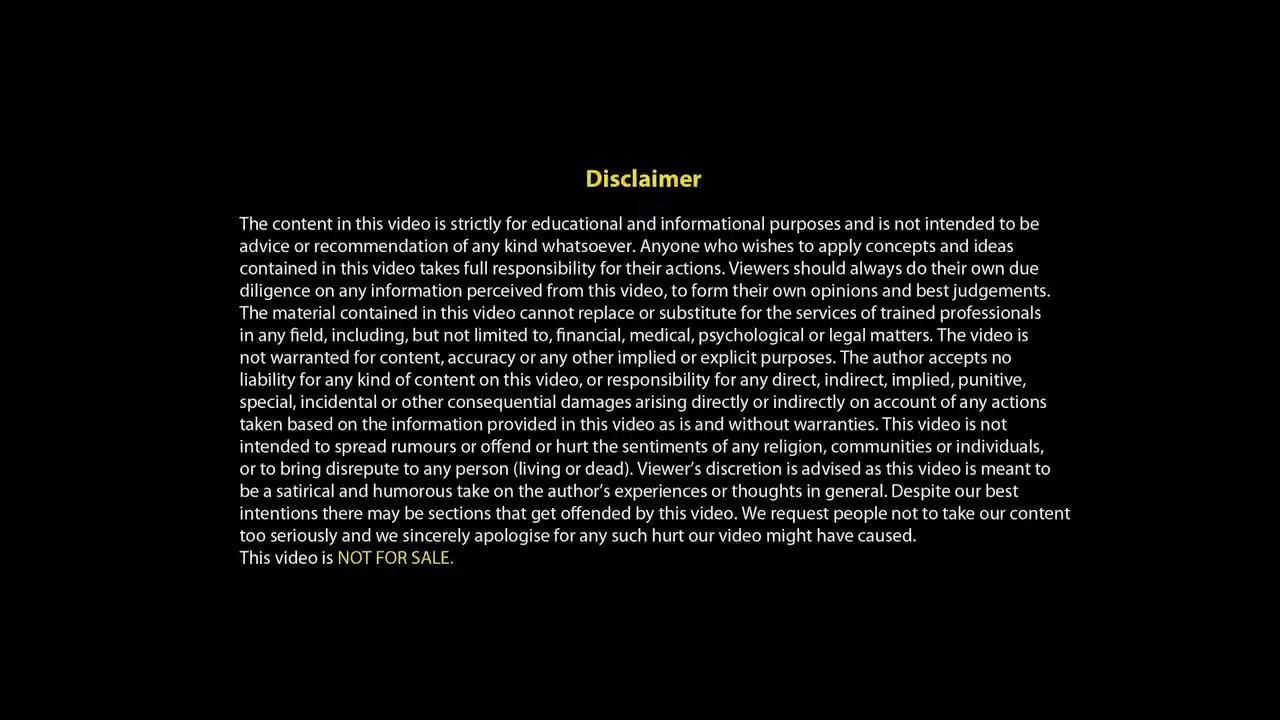 Disclaimer
The content in this video is strictly for educational and informational purposes and is not intended to be
advice or recommendation of any kind whatsoever. Anyone who wishes to apply concepts and ideas
contained in this video takes full responsibility for their actions. Viewers should always do their own due
diligence on any information perceived from this video, to form their own opinions and best judgements.
The material contained in this video cannot replace or substitute for the services of trained professionals
in any field, including, but not limited to, financial, medical, psychological or legal matters. The video is
not warranted for content, accuracy or any other implied or explicit purposes. The author accepts no
liability for any kind of content on this video, or responsibility for any direct, indirect, implied, punitive,
special, incidental or other consequential damages arising directly or indirectly on account of any actions
taken based on the information provided in this video as is and without warranties. This video is not
intended to spread rumours or offend or hurt the sentiments of any religion, communities or individuals,
or to bring disrepute to any person (living or dead). Viewer’s discretion is advised as this video is meant to
be a satirical and humorous take on the author’s experiences or thoughts in general. Despite our best
intentions there may be sections that get offended by this video. We request people not to take our content
too seriously and we sincerely apologise for any such hurt our video might have caused.
This video is NOT FOR SALE.